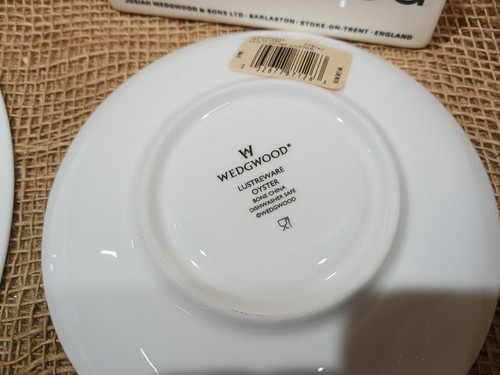 JOSIAH WEDGWOOD & SONS LTD · BARLASTON · STOKE-ON-TRENT · ENGLAND
W
WEDGWOOD®
LUSTREWARE
OYSTER
BONE CHINA
DISHWASHER SAFE
©WEDGWOOD